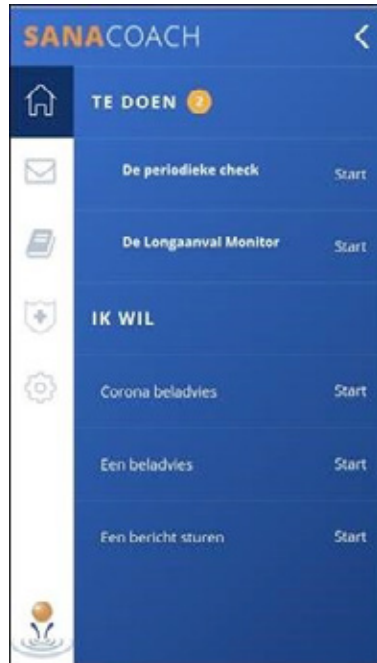 SANACOACH
TE DOEN 2
De periodieke check Start
De Longaanval Monitor Start
IK WIL
Corona beladvies Start
Een beladvies Start
Een bericht sturen Start